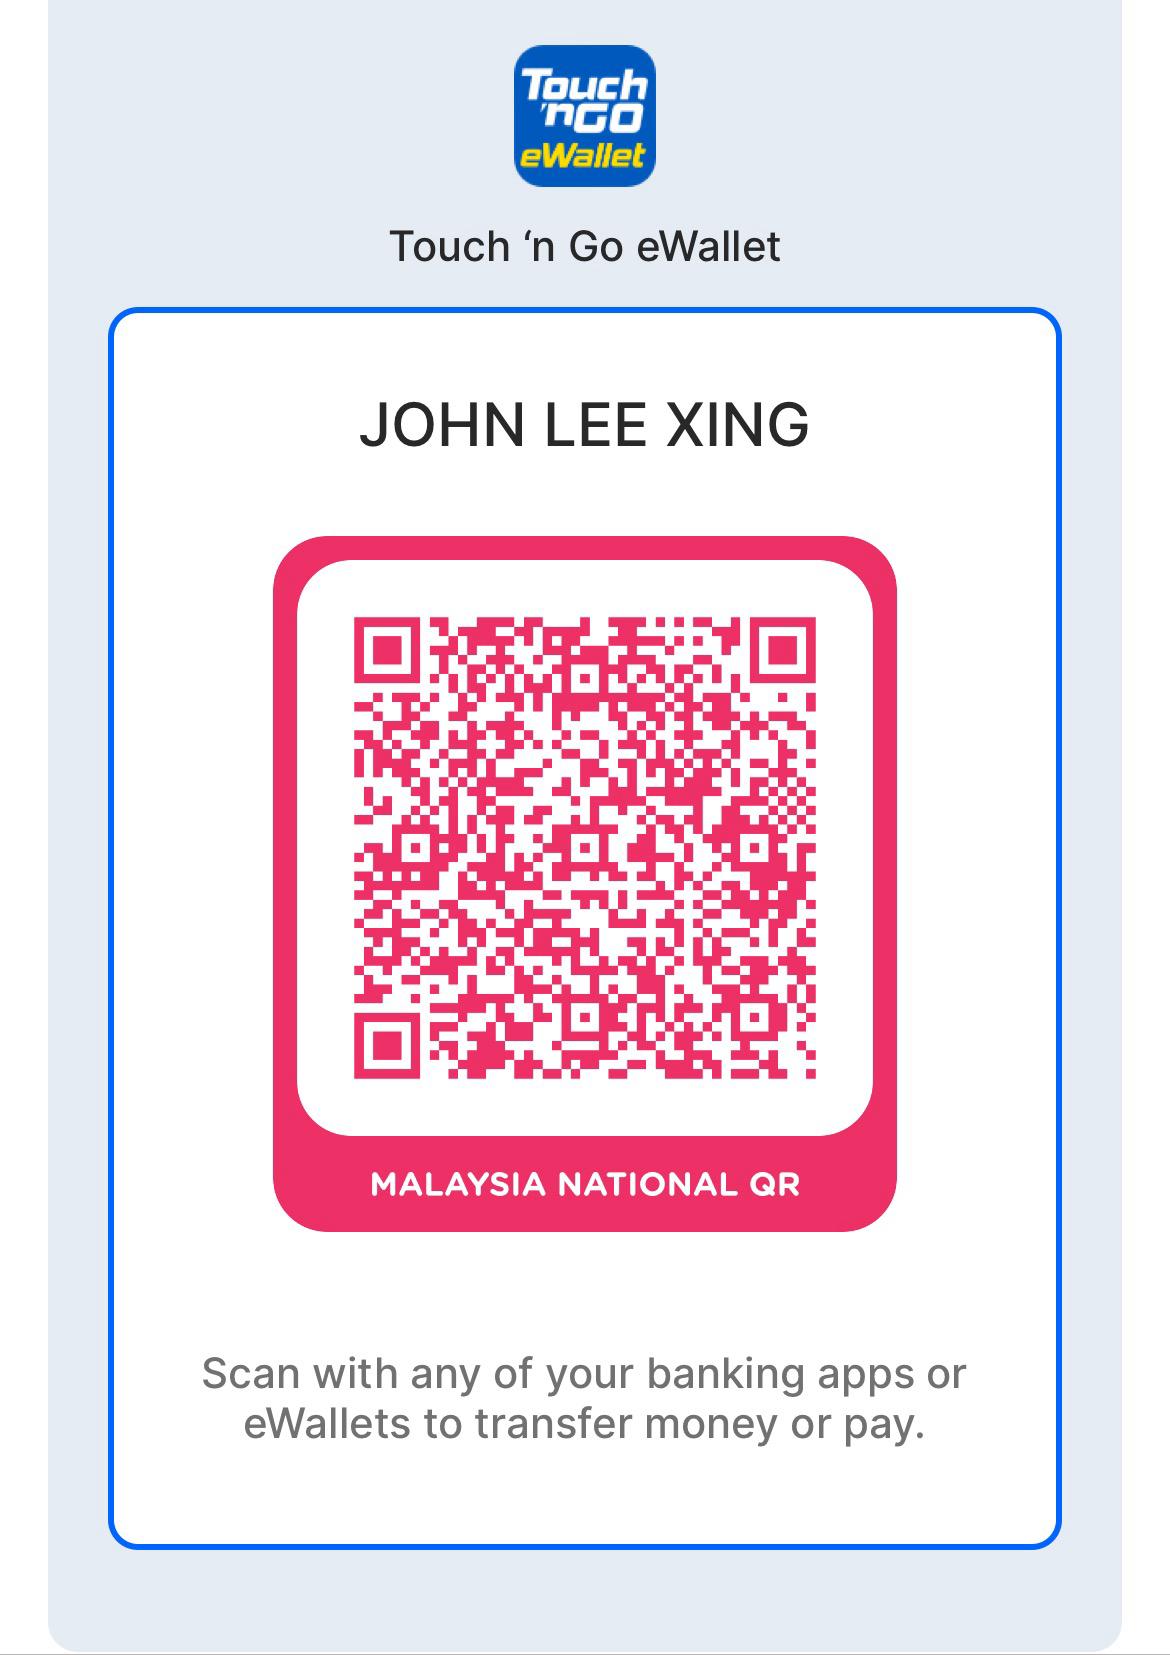 Touch
'nGO
eWallet
Touch ‘n Go eWallet
JOHN LEE XING
MALAYSIA NATIONAL QR
Scan with any of your banking apps or
eWallets to transfer money or pay.